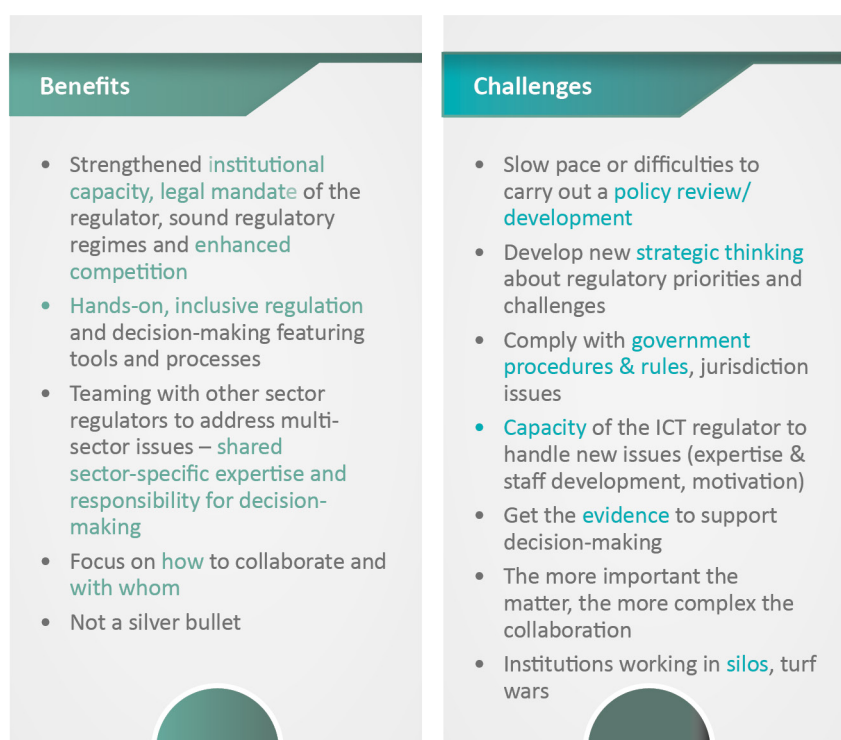 Benefits
• Strengthened institutional
capacity, legal mandate of the
regulator, sound regulatory
regimes and enhanced
competition
• Hands-on, inclusive regulation
and decision-making featuring
tools and processes
• Teaming with other sector
regulators to address multi-
sector issues – shared
sector-specific expertise and
responsibility for decision-
making
• Focus on how to collaborate and
with whom
• Not a silver bullet
Challenges
• Slow pace or difficulties to
carry out a policy review/
development
• Develop new strategic thinking
about regulatory priorities and
challenges
• Comply with government
procedures & rules, jurisdiction
issues
• Capacity of the ICT regulator to
handle new issues (expertise &
staff development, motivation)
• Get the evidence to support
decision-making
• The more important the
matter, the more complex the
collaboration
• Institutions working in silos, turf
wars